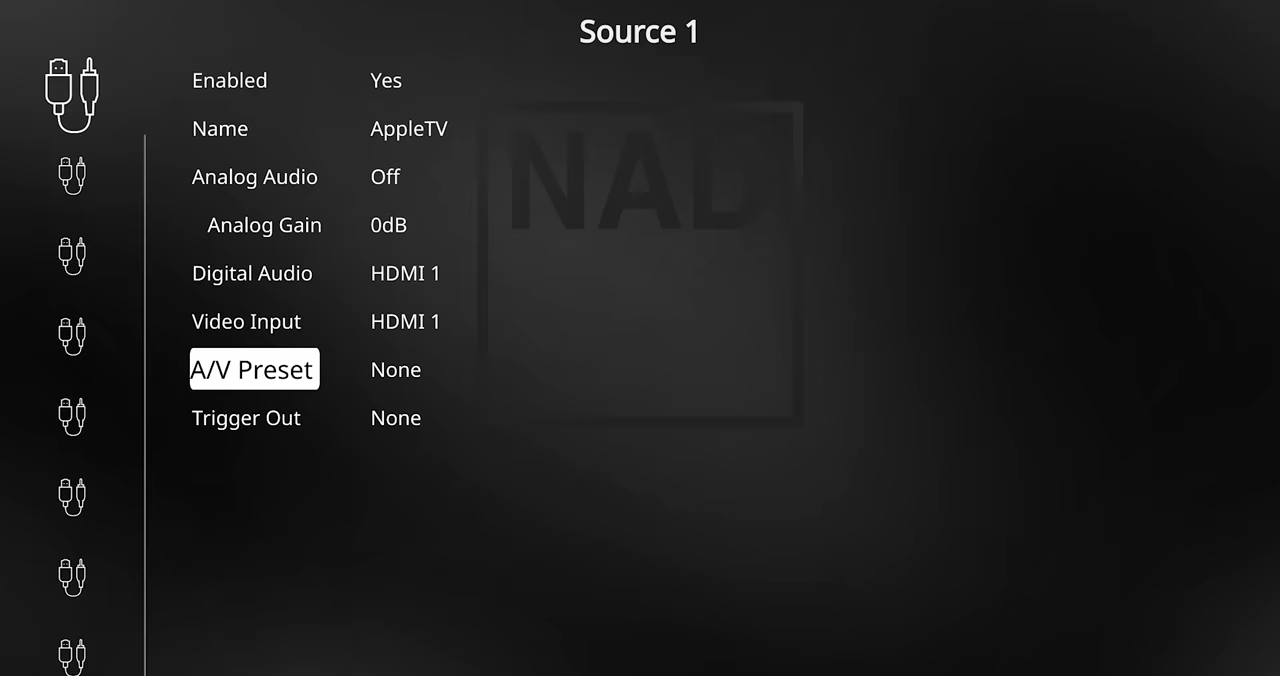 Source 1
Enabled Yes
Name AppleTV
Analog Audio Off
Analog Gain 0dB
Digital Audio HDMI 1
Video Input HDMI 1
A/V Preset None
Trigger Out None
NAD